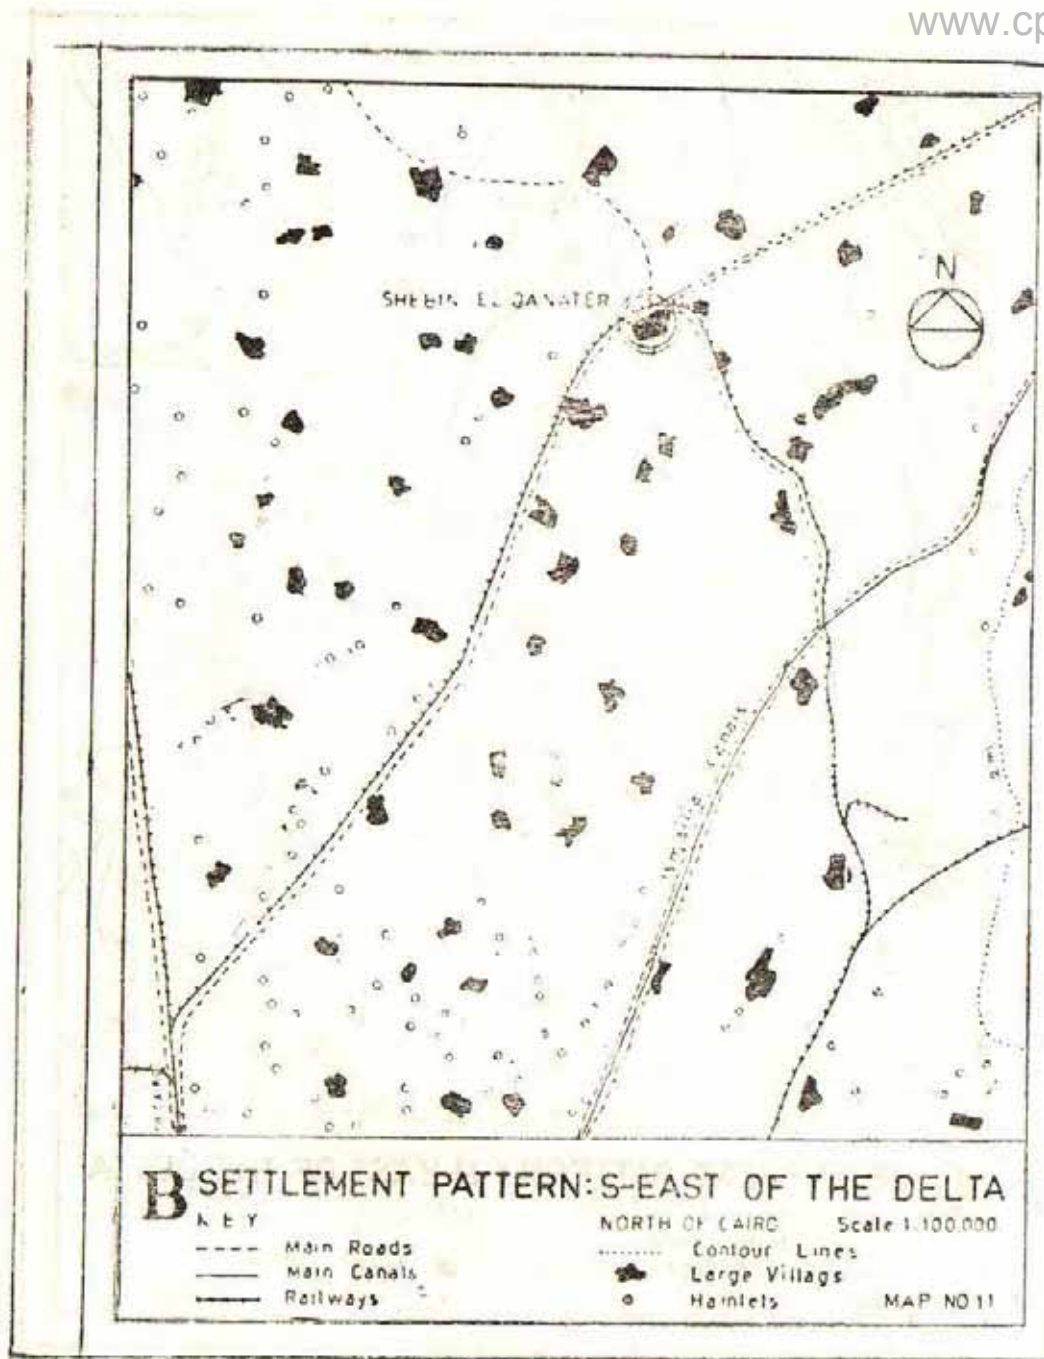 www.cp
N
SHEBIN EL QANATER
Ismailia Canal
B SETTLEMENT PATTERN: S-EAST OF THE DELTA
KEY
NORTH OF CAIRO Scale 1:100.000
Main Roads
Contour Lines
Main Canals
Large Villags
Railways
Hamlets
MAP NO 11